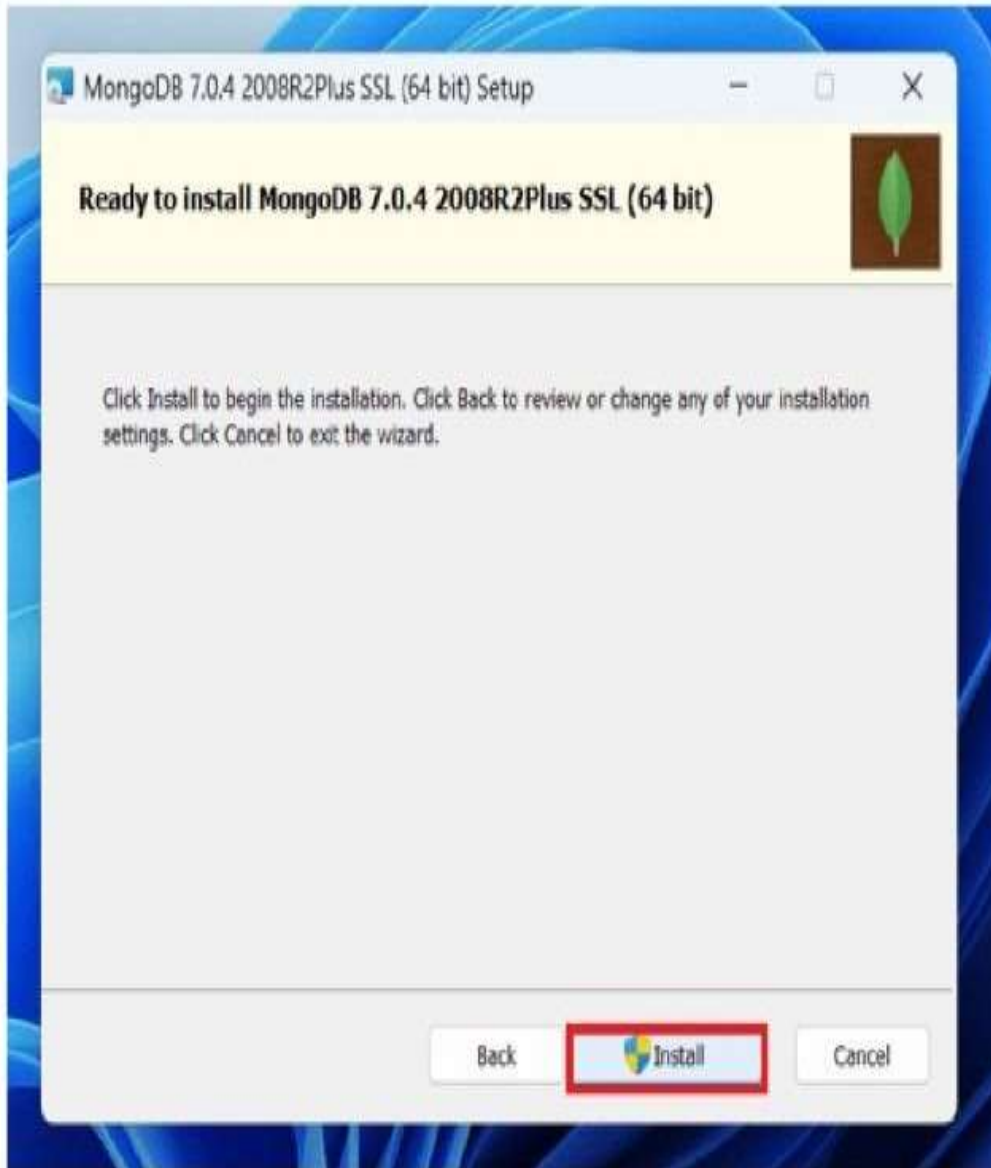 MongoDB 7.0.4 2008R2Plus SSL (64 bit) Setup
Ready to install MongoDB 7.0.4 2008R2Plus SSL (64 bit)
Click Install to begin the installation. Click Back to review or change any of your installation
settings. Click Cancel to exit the wizard.
Back
Install
Cancel